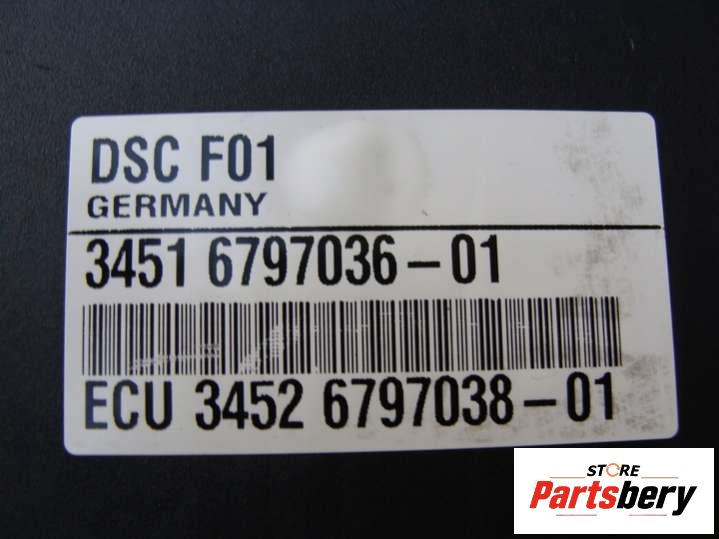 DSC F01
GERMANY
3451 6797036-01
ECU 3452 6797038-01
STORE
Partsbery